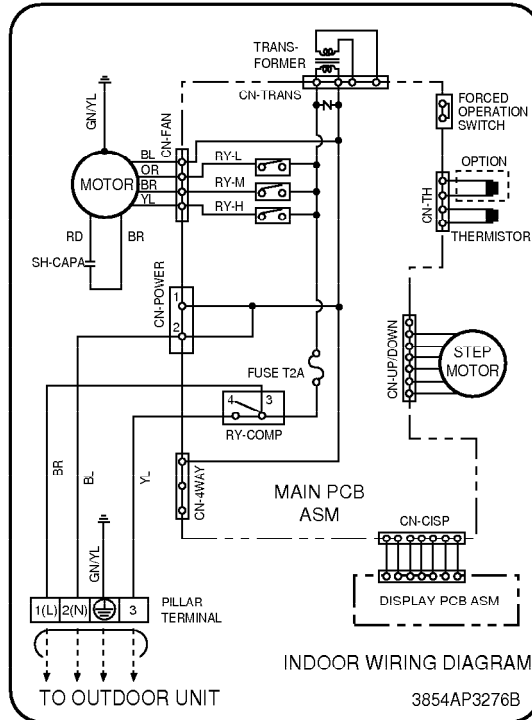 TRANS-
FORMER
CN-TRANS
FORCED
OPERATION
SWITCH
GN/YL
CN-FAN
BL
OR
BR
YL
MOTOR
RY-L
RY-M
RY-H
OPTION
CN-TH
THERMISTOR
RD
BR
SH-CAPA
CN-POWER
1
2
FUSE T2A
CN-UP/DOWN
STEP
MOTOR
4
3
RY-COMP
BR
BL
YL
GN/YL
CN-4WAY
MAIN PCB
ASM
CN-CISP
DISPLAY PCB ASM
1(L)
2(N)
3
PILLAR
TERMINAL
TO OUTDOOR UNIT
INDOOR WIRING DIAGRAM
3854AP3276B